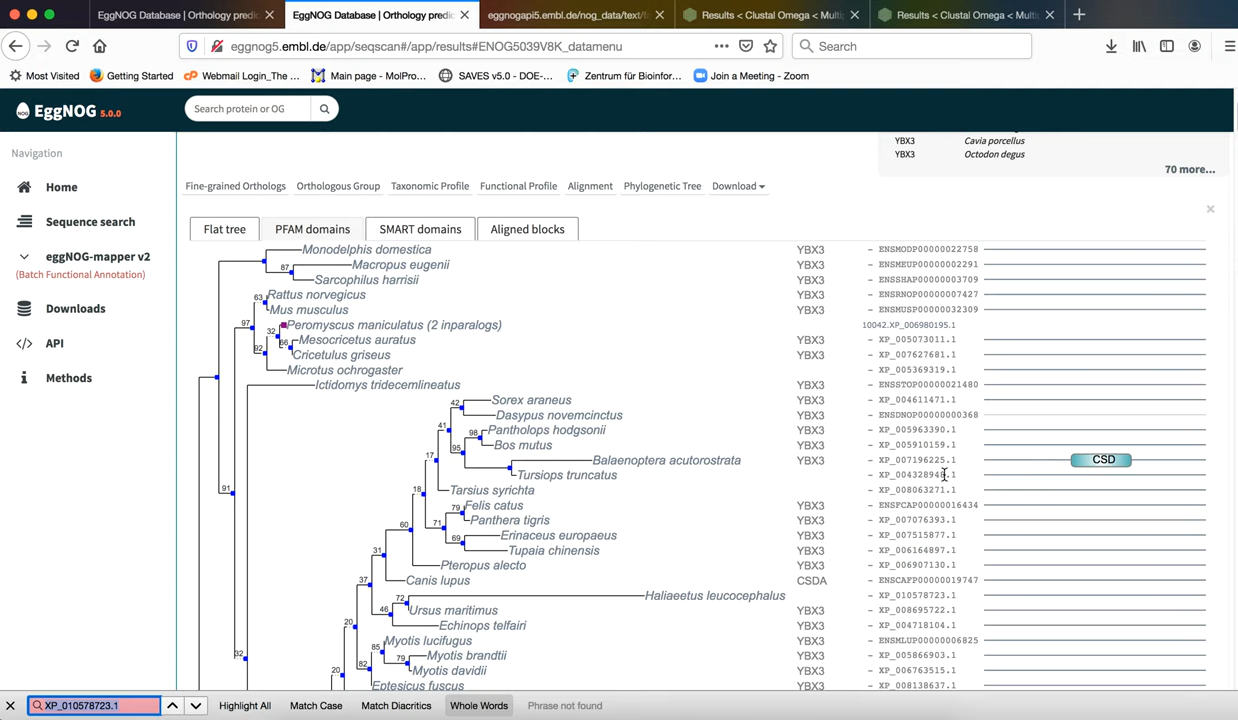 EggNOG Database | Orthology predic
EggNOG Database | Orthology predic
eggnogapi5.embl.de/nog_data/text/f
Results < Clustal Omega < Multip
Results < Clustal Omega < Multip
eggnog5.embl.de/app/seqscan#/app/results#ENOG5039V8K_datamenu
Search
Most Visited
Getting Started
Webmail Login_The ...
Main page - MolPro...
SAVES v5.0 - DOE-...
Zentrum für Bioinfor...
Join a Meeting - Zoom
EggNOG 5.0.0
Search protein or OG
Navigation
Home
Sequence search
eggNOG-mapper v2
(Batch Functional Annotation)
Downloads
API
Methods
YBX3 Cavia porcellus
YBX3 Octodon degus
70 more...
Fine-grained Orthologs Orthologous Group Taxonomic Profile Functional Profile Alignment Phylogenetic Tree Download
Flat tree PFAM domains SMART domains Aligned blocks
Monodelphis domestica YBX3 - ENSMODP00000022758
87 Macropus eugenii YBX3 - ENSMEUP00000002291
Sarcophilus harrisii YBX3 - ENSSHAP00000003709
63 Rattus norvegicus YBX3 - ENSRNOP00000007427
Mus musculus YBX3 - ENSMUSP00000032309
97 32 Peromyscus maniculatus (2 inparalogs) 10042.XP_006980195.1
66 Mesocricetus auratus YBX3 - XP_005073011.1
92 Cricetulus griseus YBX3 - XP_007627681.1
Microtus ochrogaster - XP_005369319.1
Ictidomys tridecemlineatus YBX3 - ENSSTOP00000021480
42 Sorex araneus YBX3 - XP_004611471.1
Dasypus novemcinctus YBX3 - ENSDNOP00000000368
41 98 Pantholops hodgsonii YBX3 - XP_005963390.1
95 Bos mutus YBX3 - XP_005910159.1
17 Balaenoptera acutorostrata YBX3 - XP_007196225.1 CSD
Tursiops truncatus - XP_004328948.1
18 Tarsius syrichta - XP_008063271.1
79 Felis catus YBX3 - ENSFCAP00000016434
71 Panthera tigris YBX3 - XP_007076393.1
60 69 Erinaceus europaeus YBX3 - XP_007515877.1
31 Tupaia chinensis YBX3 - XP_006164897.1
Pteropus alecto YBX3 - XP_006907130.1
37 Canis lupus CSDA - ENSCAFP00000019747
91 72 Haliaeetus leucocephalus - XP_010578723.1
46 Ursus maritimus YBX3 - XP_008695722.1
20 Echinops telfairi YBX3 - XP_004718104.1
85 Myotis lucifugus YBX3 - ENSMLUP00000006825
32 79 Myotis brandtii YBX3 - XP_005866903.1
20 82 Myotis davidii YBX3 - XP_006763515.1
Eptesicus fuscus YBX3 - XP_008138637.1
XP_010578723.1 Highlight All Match Case Match Diacritics Whole Words Phrase not found